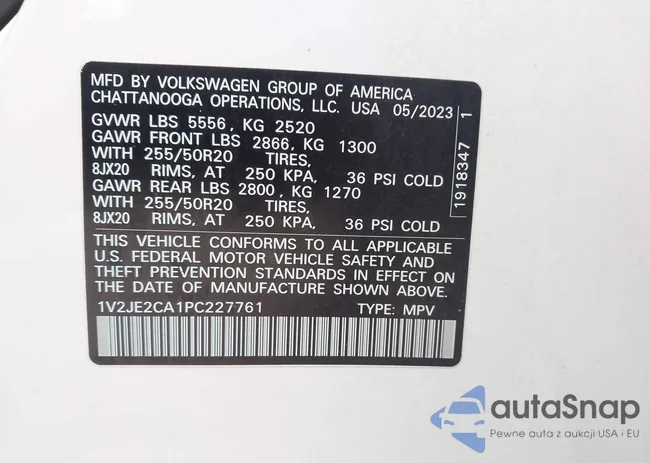 MFD BY VOLKSWAGEN GROUP OF AMERICA
CHATTANOOGA OPERATIONS, LLC. USA 05/2023
GVWR LBS 5556, KG 2520
GAWR FRONT LBS 2866, KG 1300
WITH 255/50R20 TIRES,
8JX20 RIMS, AT 250 KPA, 36 PSI COLD
GAWR REAR LBS 2800, KG 1270
WITH 255/50R20 TIRES,
8JX20 RIMS, AT 250 KPA, 36 PSI COLD
THIS VEHICLE CONFORMS TO ALL APPLICABLE
U.S. FEDERAL MOTOR VEHICLE SAFETY AND
THEFT PREVENTION STANDARDS IN EFFECT ON
THE DATE OF MANUFACTURE SHOWN ABOVE.
1V2JE2CA1PC227761 TYPE: MPV
1918347 1
autaSnap
Pewne auta z aukcji USA i EU